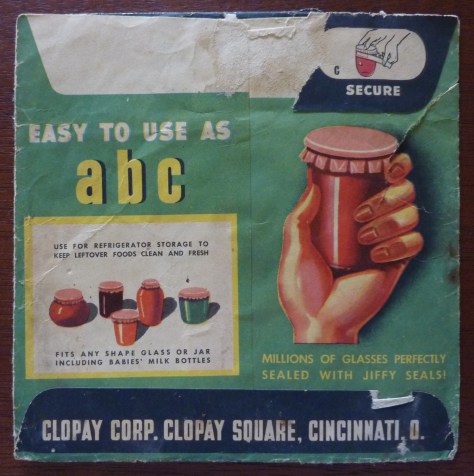 C
SECURE
EASY TO USE AS
abc
USE FOR REFRIGERATOR STORAGE TO
KEEP LEFTOVER FOODS CLEAN AND FRESH
FITS ANY SHAPE GLASS OR JAR
INCLUDING BABIES' MILK BOTTLES
MILLIONS OF GLASSES PERFECTLY
SEALED WITH JIFFY SEALS!
CLOPAY CORP. CLOPAY SQUARE, CINCINNATI, O.